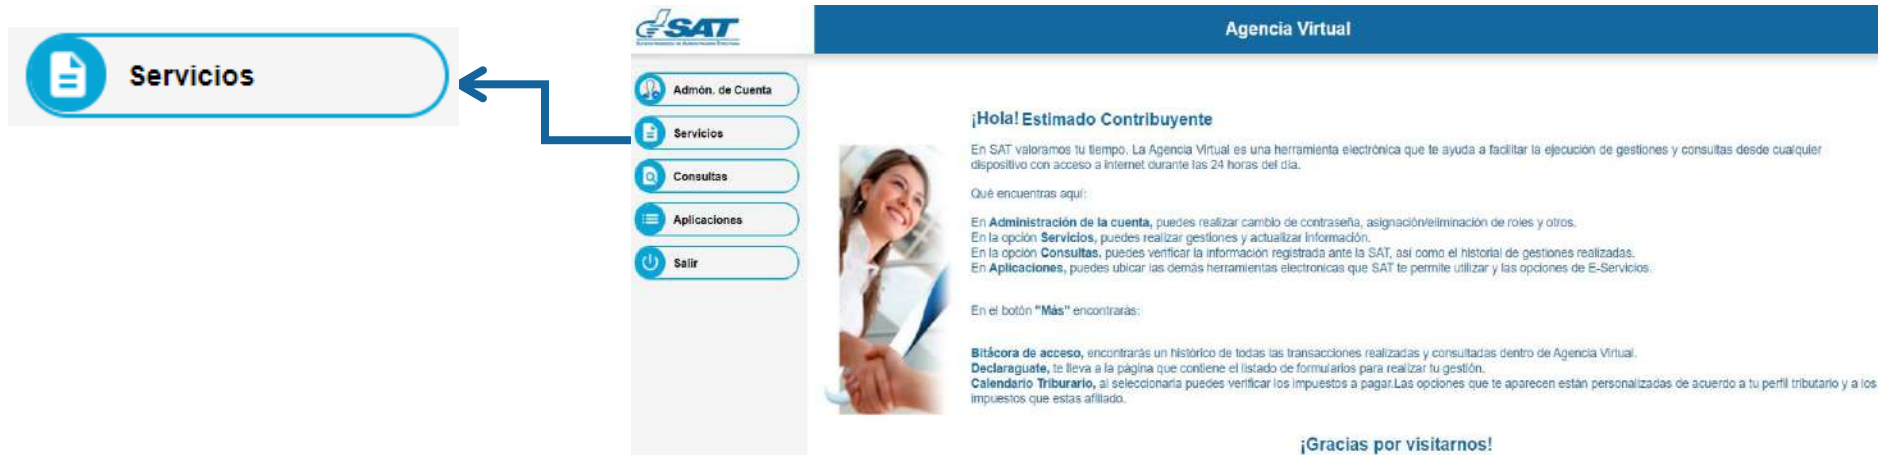 Servicios
SAT
Agencia Virtual
Admón. de Cuenta
Servicios
Consultas
Aplicaciones
Salir
¡Hola! Estimado Contribuyente
En SAT valoramos tu tiempo. La Agencia Virtual es una herramienta electrónica que te ayuda a facilitar la ejecución de gestiones y consultas desde cualquier
dispositivo con acceso a internet durante las 24 horas del día.
Qué encuentras aquí:
En Administración de la cuenta, puedes realizar cambio de contraseña, asignación/eliminación de roles y otros.
En la opción Servicios, puedes realizar gestiones y actualizar información.
En la opción Consultas, puedes verificar la información registrada ante la SAT, así como el historial de gestiones realizadas.
En Aplicaciones, puedes ubicar las demás herramientas electronicas que SAT te permite utilizar y las opciones de E-Servicios.
En el botón "Más" encontrarás:
Bitácora de acceso, encontrarás un histórico de todas las transacciones realizadas y consultadas dentro de Agencia Virtual.
Declaraguate, te lleva a la página que contiene el listado de formularios para realizar tu gestión.
Calendario Triburario, al seleccionarla puedes verificar los impuestos a pagar.Las opciones que te aparecen están personalizadas de acuerdo a tu perfil tributario y a los
impuestos que estas afiliado.
¡Gracias por visitarnos!